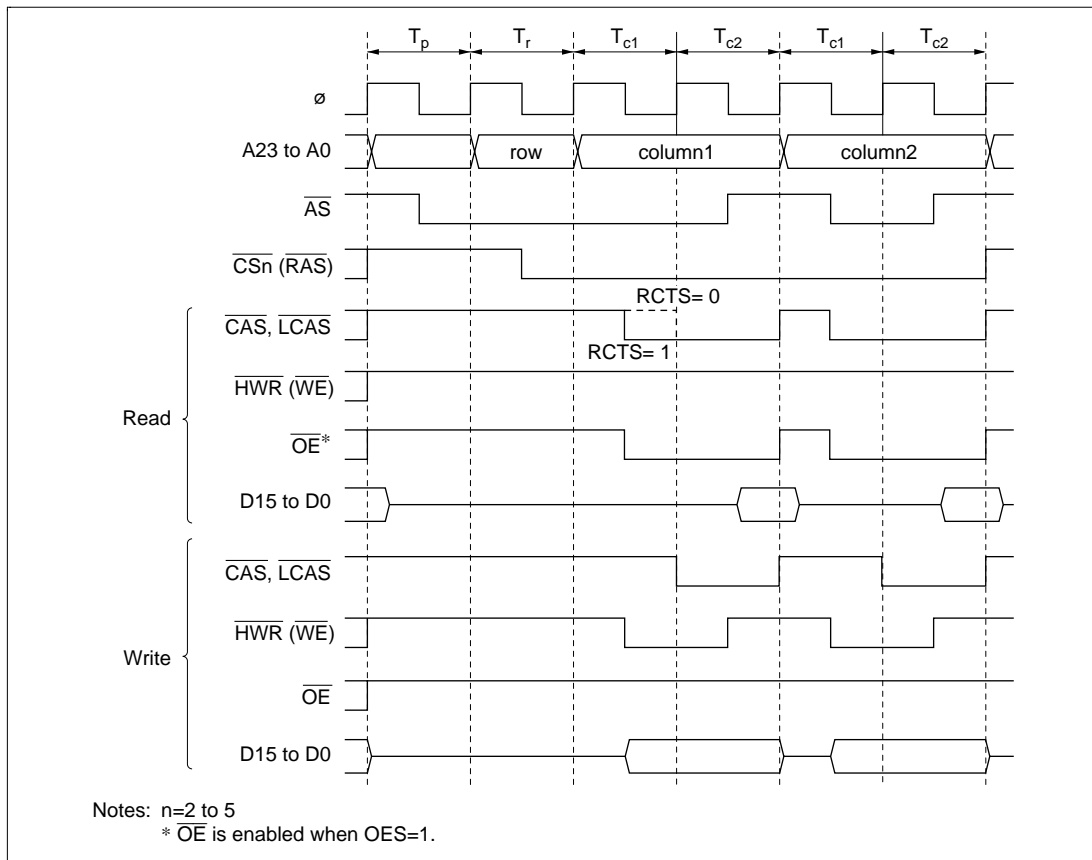 Tp Tr Tc1 Tc2 Tc1 Tc2
ø
A23 to A0 row column1 column2
AS
CSn (RAS)
RCTS= 0
CAS, LCAS
RCTS= 1
HWR (WE)
Read
OE*
D15 to D0
CAS, LCAS
HWR (WE)
Write
OE
D15 to D0
Notes: n=2 to 5
* OE is enabled when OES=1.